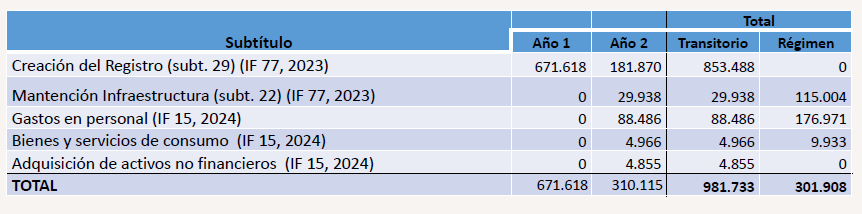 Total
Subtítulo Año 1 Año 2 Transitorio Régimen
Creación del Registro (subt. 29) (IF 77, 2023) 671.618 181.870 853.488 0
Mantención Infraestructura (subt. 22) (IF 77, 2023) 0 29.938 29.938 115.004
Gastos en personal (IF 15, 2024) 0 88.486 88.486 176.971
Bienes y servicios de consumo (IF 15, 2024) 0 4.966 4.966 9.933
Adquisición de activos no financieros (IF 15, 2024) 0 4.855 4.855 0
TOTAL 671.618 310.115 981.733 301.908